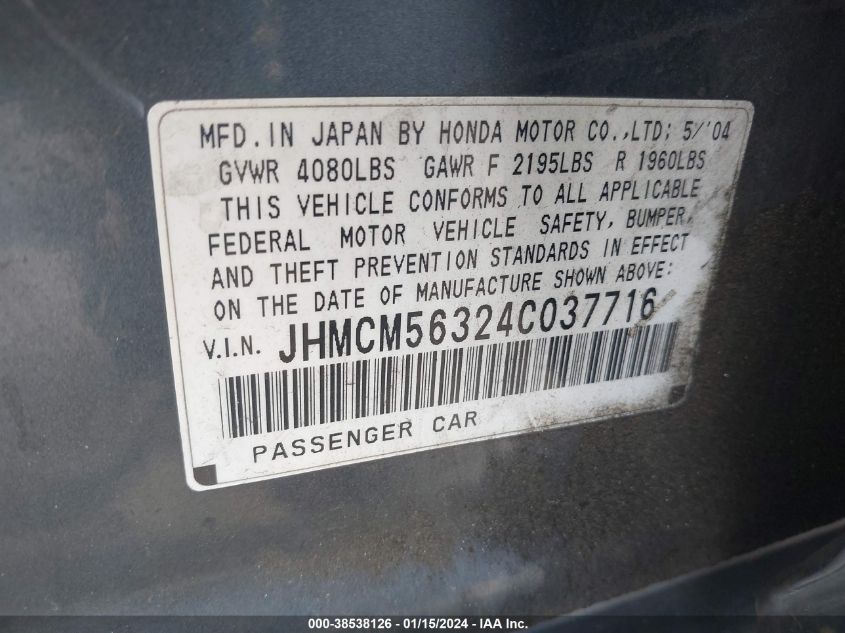 MFD.IN JAPAN BY HONDA MOTOR CO.,LTD; 5/'04
GVWR 4080LBS GAWR F 2195LBS R 1960LBS
THIS VEHICLE CONFORMS TO ALL APPLICABLE
FEDERAL MOTOR VEHICLE SAFETY, BUMPER,
AND THEFT PREVENTION STANDARDS IN EFFECT
ON THE DATE OF MANUFACTURE SHOWN ABOVE:
V.I.N. JHMCM56324C037716
PASSENGER CAR
000-38538126 - 01/15/2024 - IAA Inc.